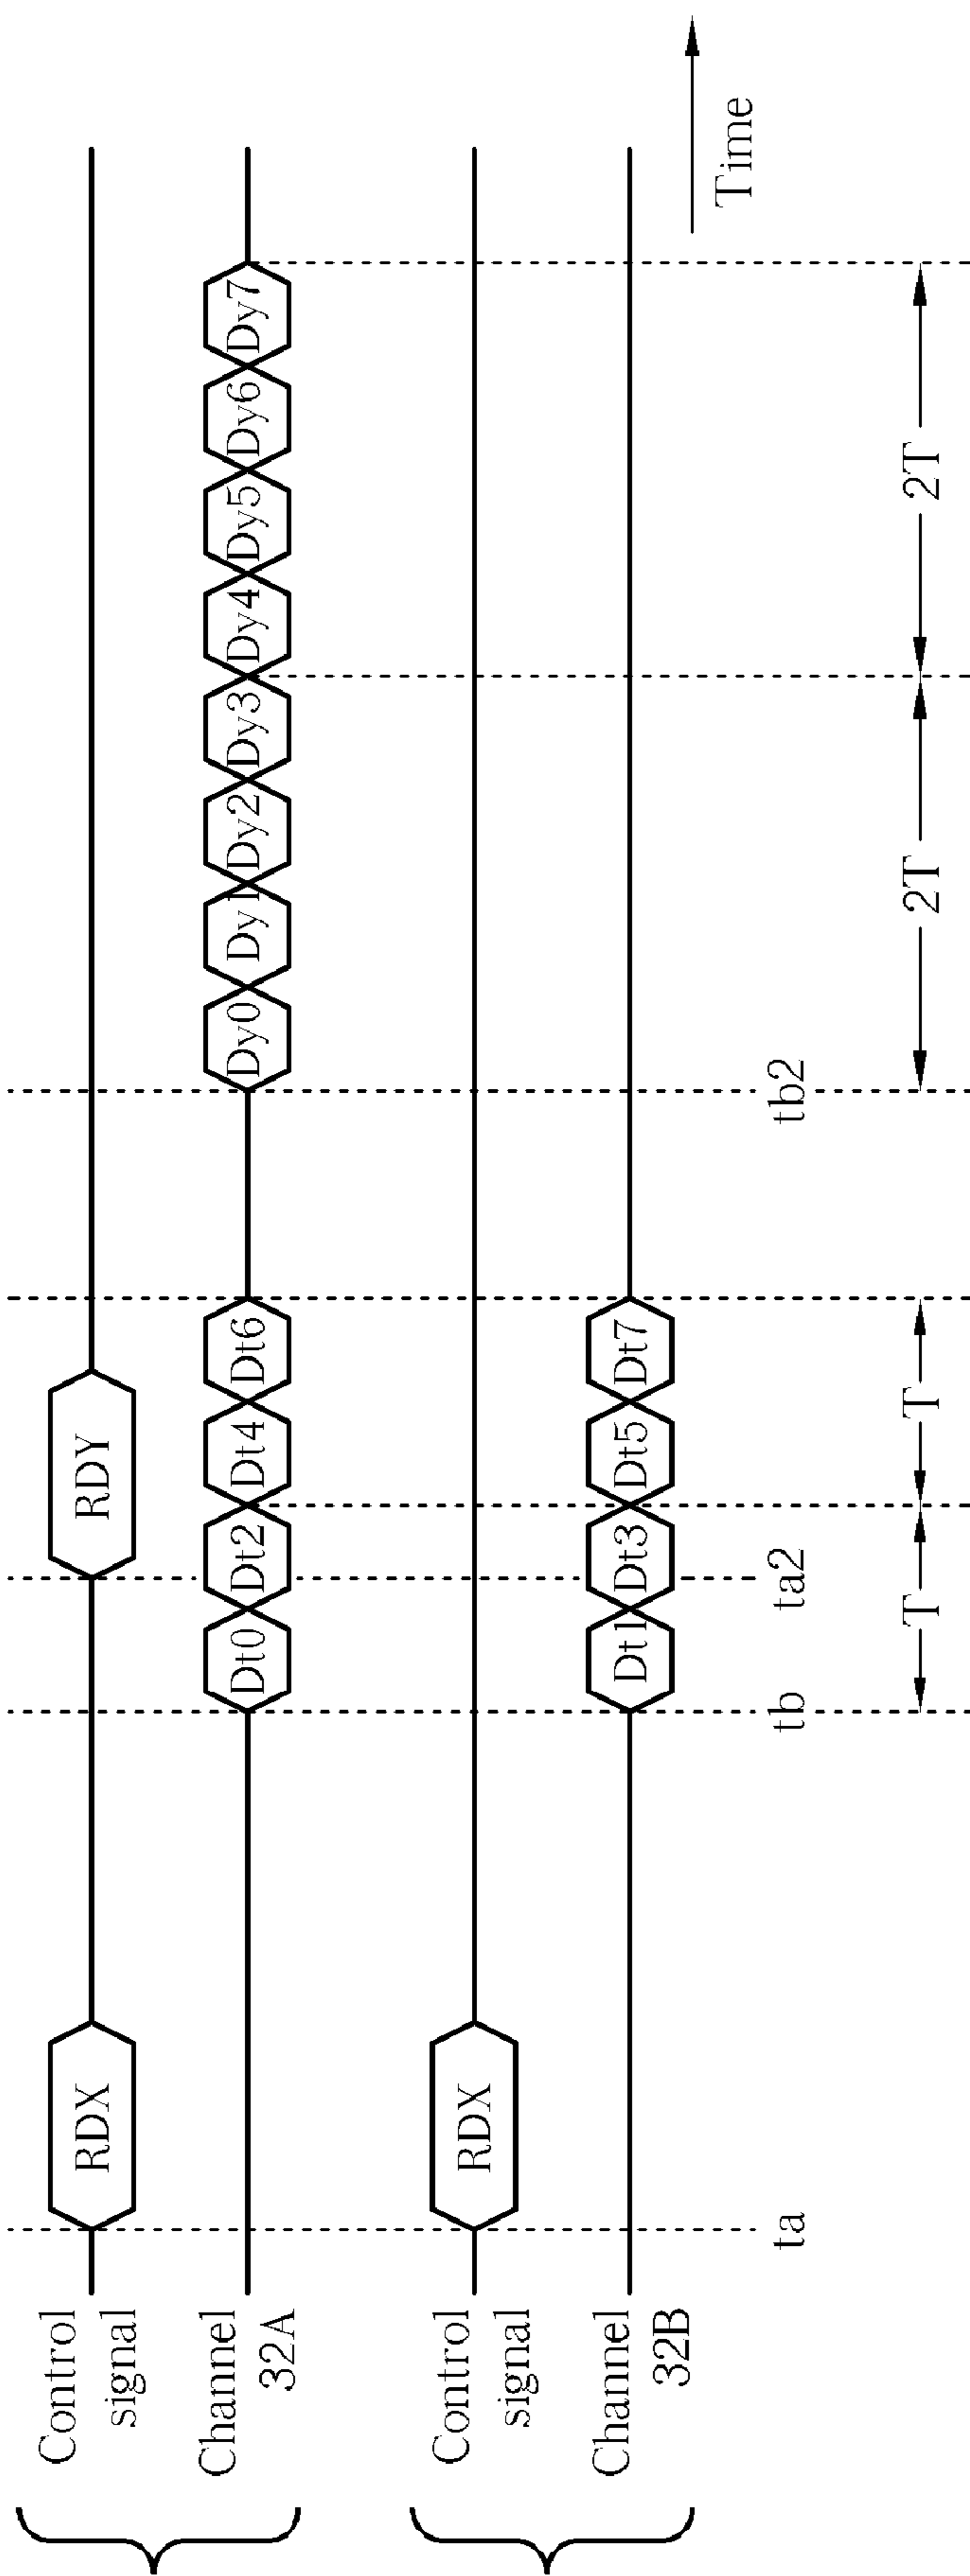 Control
signal
RDX
RDY
Channel
32A
Dt0
Dt2
Dt4
Dt6
Dy0
Dy1
Dy2
Dy3
Dy4
Dy5
Dy6
Dy7
Control
signal
RDX
Channel
32B
Dt1
Dt3
Dt5
Dt7
Time
ta
tb
ta2
tb2
T
T
2T
2T